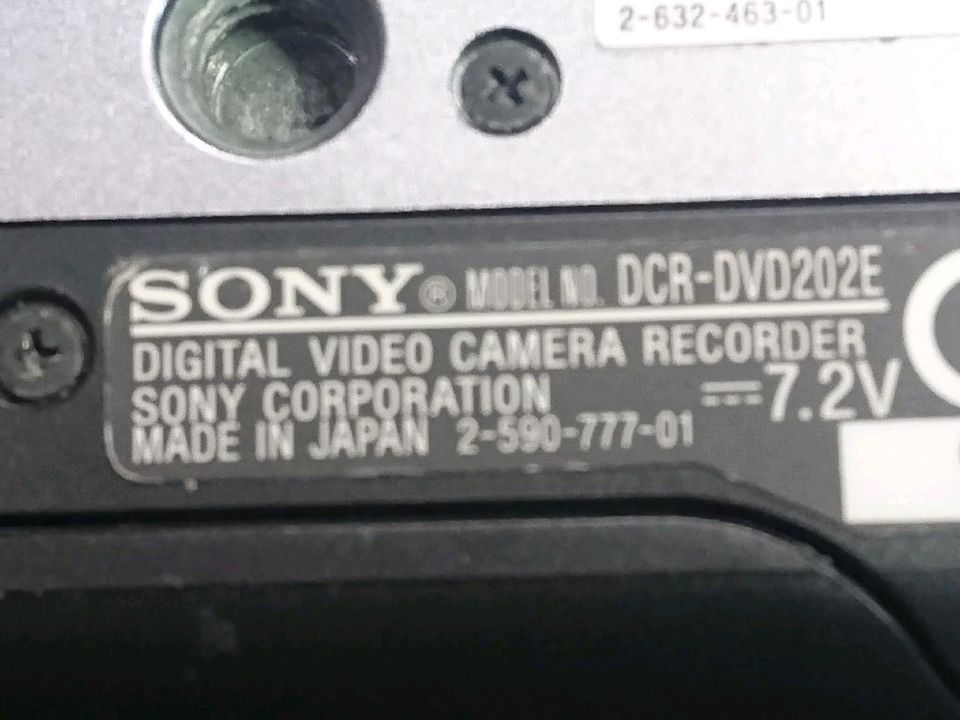 2-632-463-01
SONY® MODEL NO. DCR-DVD202E
DIGITAL VIDEO CAMERA RECORDER
SONY CORPORATION ⎓7.2V
MADE IN JAPAN 2-590-777-01